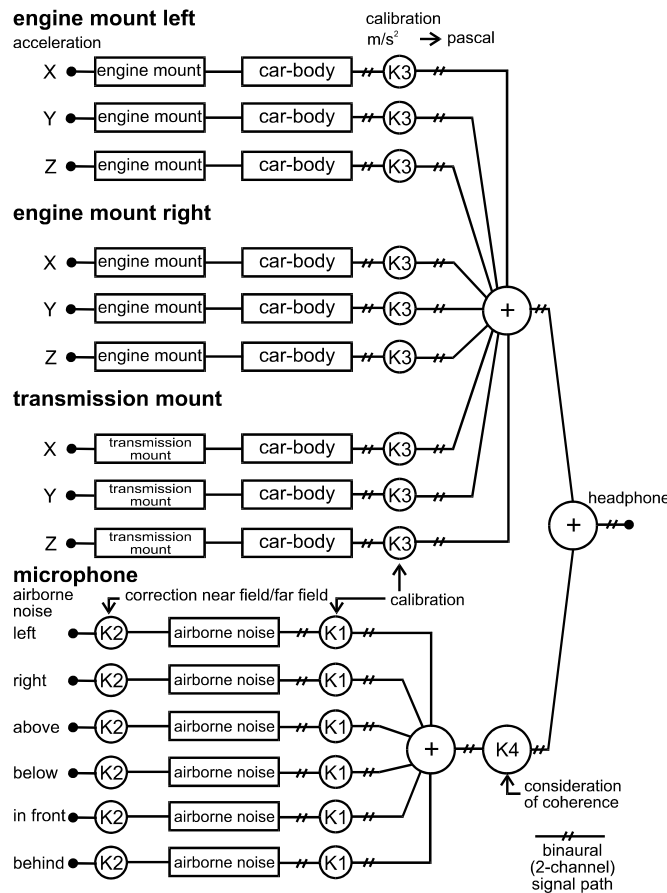 engine mount left
acceleration
calibration
m/s² → pascal
X engine mount car-body K3
Y engine mount car-body K3
Z engine mount car-body K3
engine mount right
X engine mount car-body K3
Y engine mount car-body K3
+
Z engine mount car-body K3
transmission mount
X transmission
mount car-body K3
Y transmission
mount car-body K3
Z transmission
mount car-body K3
+
headphone
microphone
airborne
noise
correction near field/far field
calibration
left K2 airborne noise K1
right K2 airborne noise K1
above K2 airborne noise K1
+ K4
below K2 airborne noise K1
in front K2 airborne noise K1
behind K2 airborne noise K1
consideration
of coherence
binaural
(2-channel)
signal path